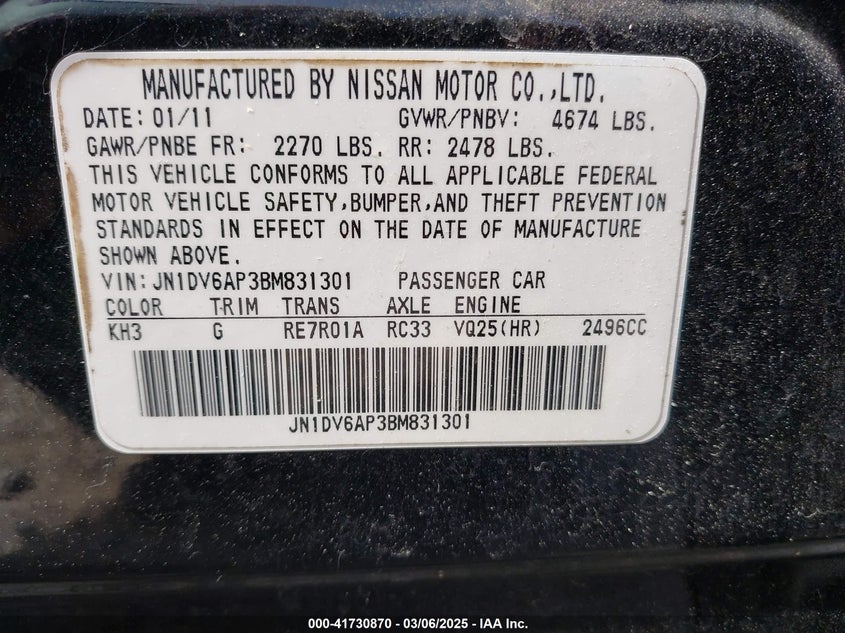 MANUFACTURED BY NISSAN MOTOR CO.,LTD.
DATE: 01/11 GVWR/PNBV: 4674 LBS.
GAWR/PNBE FR: 2270 LBS. RR: 2478 LBS.
THIS VEHICLE CONFORMS TO ALL APPLICABLE FEDERAL
MOTOR VEHICLE SAFETY,BUMPER,AND THEFT PREVENTION
STANDARDS IN EFFECT ON THE DATE OF MANUFACTURE
SHOWN ABOVE.
VIN:JN1DV6AP3BM831301 PASSENGER CAR
COLOR TRIM TRANS AXLE ENGINE
KH3 G RE7R01A RC33 VQ25(HR) 2496CC
JN1DV6AP3BM831301
000-41730870 - 03/06/2025 - IAA Inc.